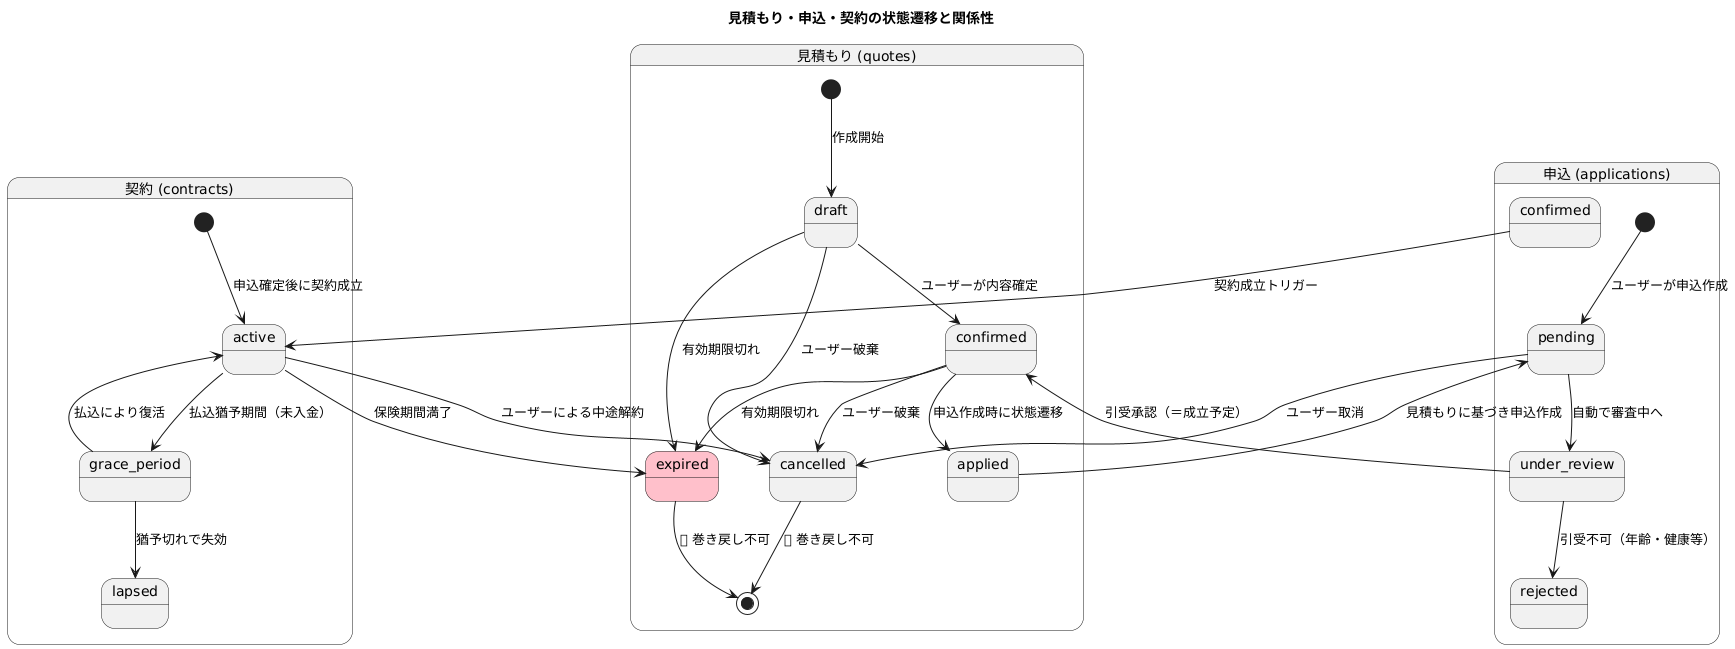 見積もり・申込・契約の状態遷移と関係性
見積もり (quotes)
作成開始
draft
有効期限切れ
ユーザー破棄
ユーザーが内容確定
confirmed
有効期限切れ
ユーザー破棄
申込作成時に状態遷移
expired
cancelled
applied
巻き戻し不可
巻き戻し不可
契約 (contracts)
申込確定後に契約成立
active
払込により復活
払込猶予期間（未入金）
保険期間満了
ユーザーによる中途解約
grace_period
猶予切れで失効
lapsed
申込 (applications)
confirmed
契約成立トリガー
ユーザーが申込作成
pending
引受承認（＝成立予定）
ユーザー取消
見積もりに基づき申込作成
自動で審査中へ
under_review
引受不可（年齢・健康等）
rejected